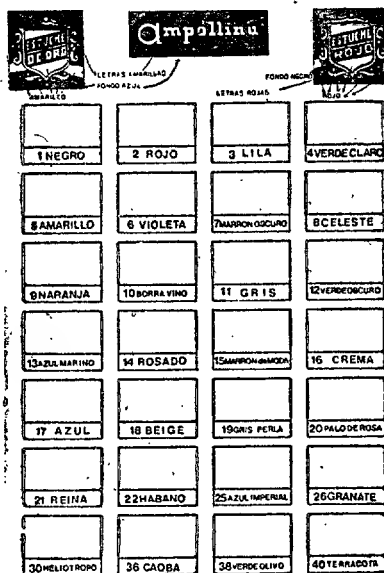 ESTUCHE DE ORO
Ampollina
ESTUCHE ROJO
LETRAS AMARILLAS
FONDO AZUL
AMARILLO
LETRAS ROJAS
FONDO NEGRO
ROJO
1 NEGRO
2 ROJO
3 LILA
4 VERDE CLARO
5 AMARILLO
6 VIOLETA
7 MARRON OSCURO
8 CELESTE
9 NARANJA
10 BORRA VINO
11 GRIS
12 VERDE OSCURO
13 AZUL MARINO
14 ROSADO
15 MARRON de MODA
16 CREMA
17 AZUL
18 BEIGE
19 GRIS PERLA
20 PALO DE ROSA
21 REINA
22 HABANO
25 AZUL IMPERIAL
26 GRANATE
30 HELIOTROPO
36 CAOBA
38 VERDE OLIVO
40 TERRACOTA